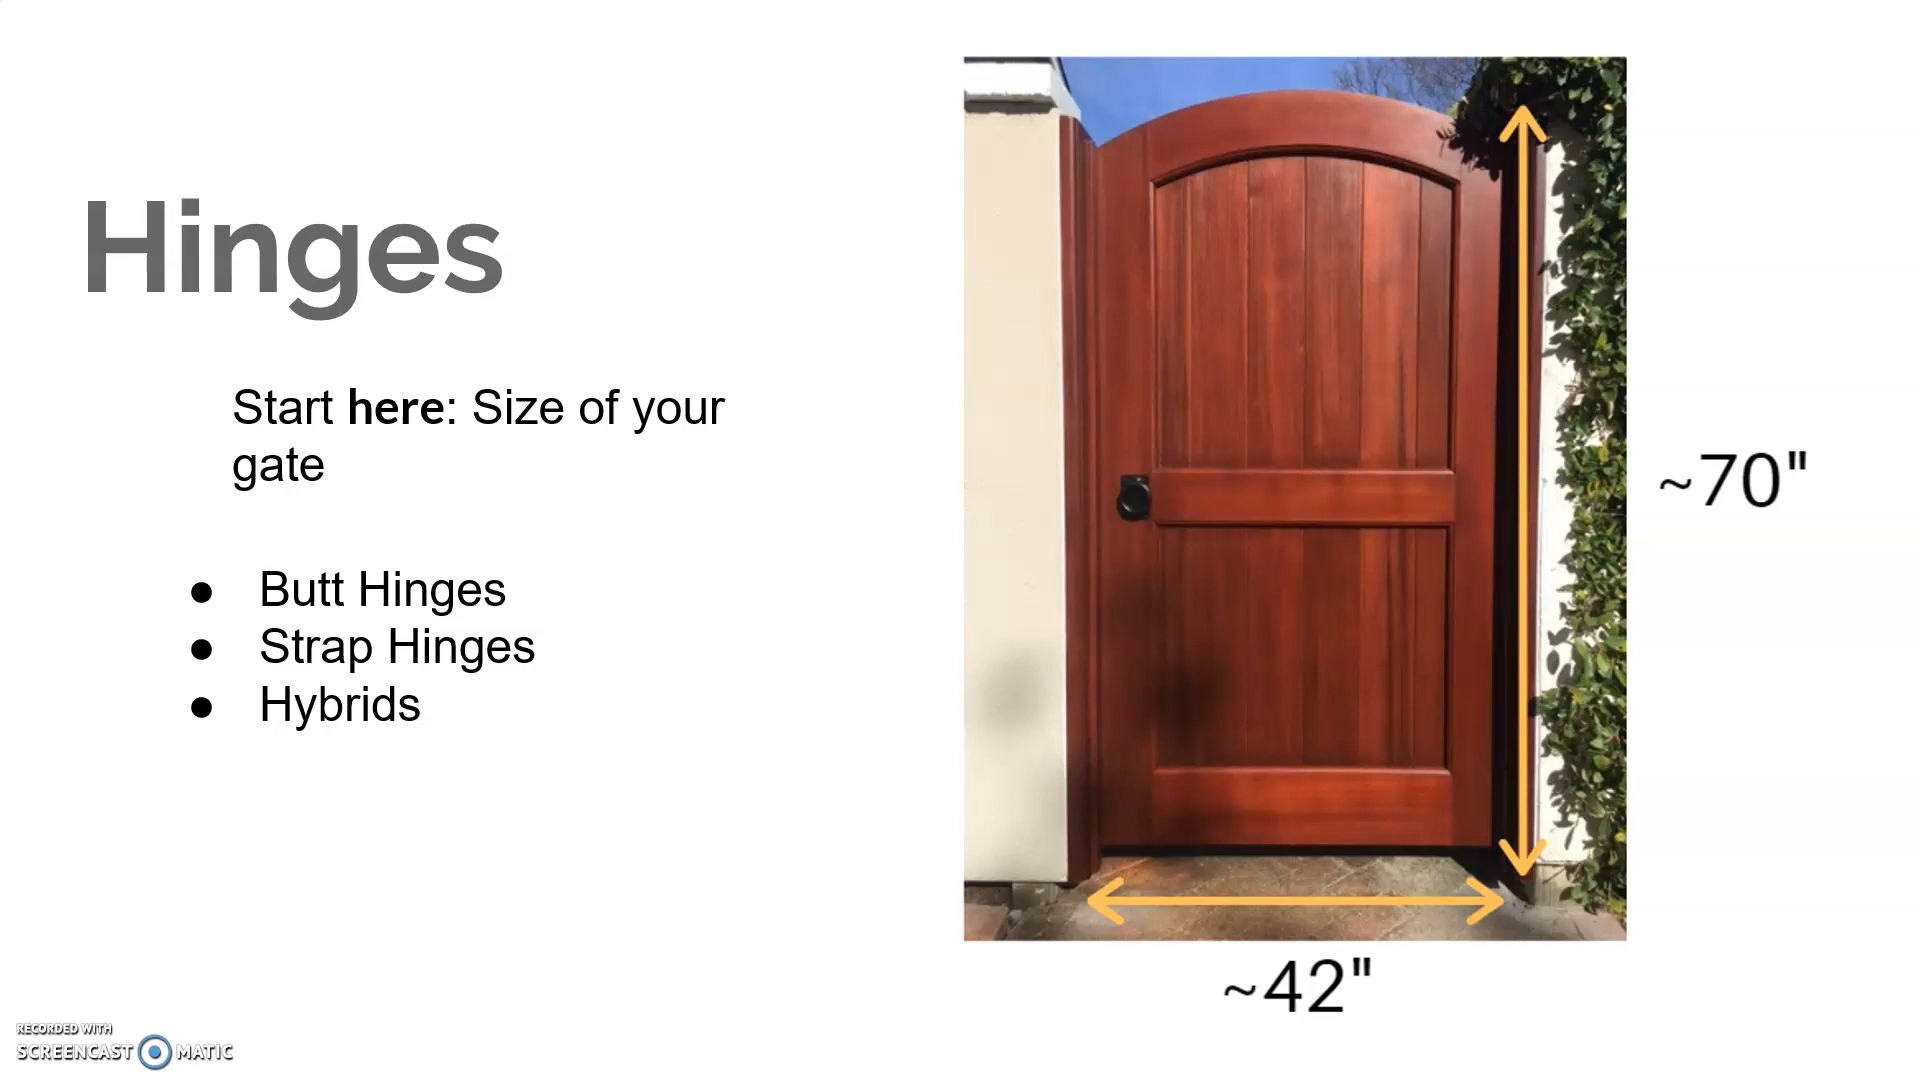 Hinges
Start here: Size of your
gate
● Butt Hinges
● Strap Hinges
● Hybrids
~70"
~42"
RECORDED WITH
SCREENCAST MATIC